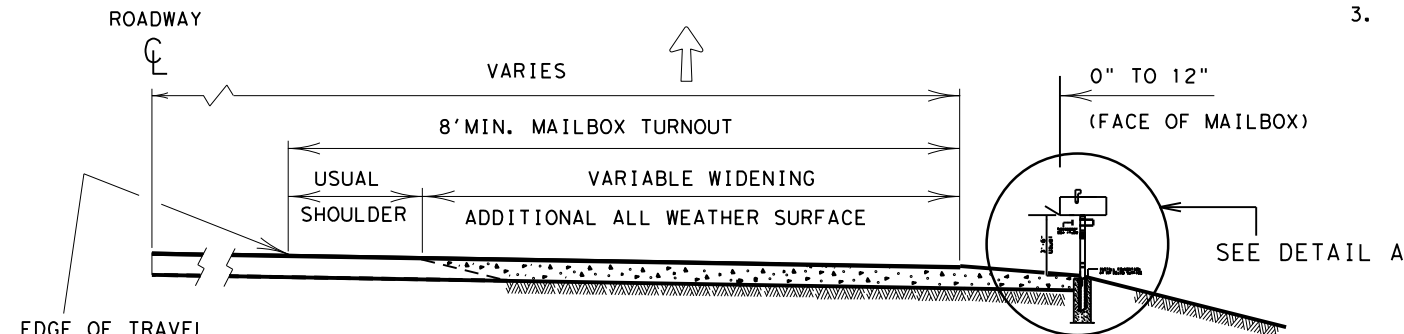 ROADWAY
3.
℄
VARIES
0" TO 12"
8'MIN. MAILBOX TURNOUT
(FACE OF MAILBOX)
USUAL
SHOULDER
VARIABLE WIDENING
ADDITIONAL ALL WEATHER SURFACE
SEE DETAIL A
EDGE OF TRAVEL